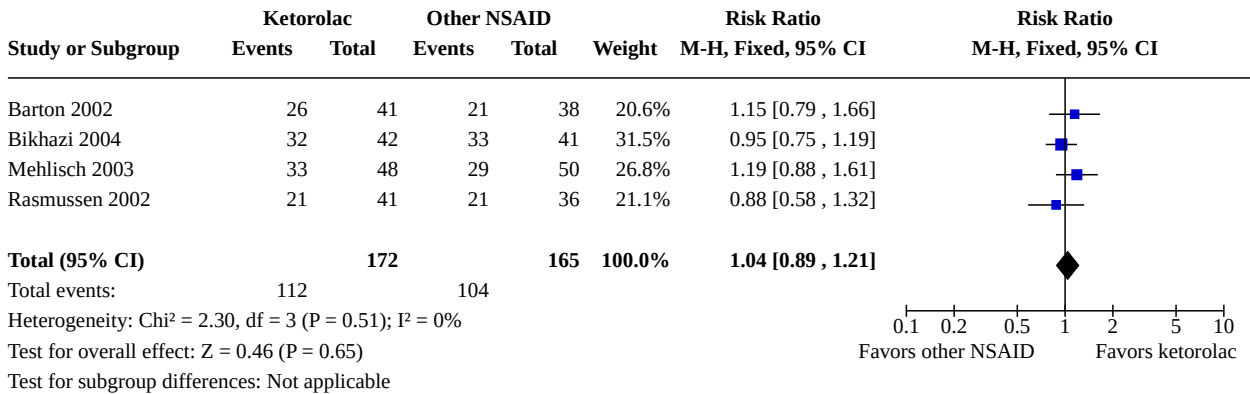 Ketorolac Other NSAID Risk Ratio Risk Ratio
Study or Subgroup Events Total Events Total Weight M-H, Fixed, 95% CI M-H, Fixed, 95% CI
Barton 2002 26 41 21 38 20.6% 1.15 [0.79 , 1.66]
Bikhazi 2004 32 42 33 41 31.5% 0.95 [0.75 , 1.19]
Mehlisch 2003 33 48 29 50 26.8% 1.19 [0.88 , 1.61]
Rasmussen 2002 21 41 21 36 21.1% 0.88 [0.58 , 1.32]
Total (95% CI) 172 165 100.0% 1.04 [0.89 , 1.21]
Total events: 112 104
Heterogeneity: Chi² = 2.30, df = 3 (P = 0.51); I² = 0%
0.1 0.2 0.5 1 2 5 10
Test for overall effect: Z = 0.46 (P = 0.65)
Favors other NSAID Favors ketorolac
Test for subgroup differences: Not applicable